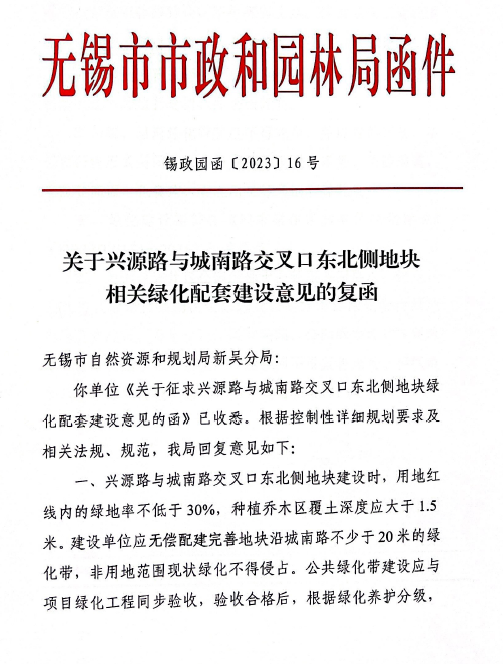 无锡市市政和园林局函件
锡政园函〔2023〕16号
关于兴源路与城南路交叉口东北侧地块
相关绿化配套建设意见的复函
无锡市自然资源和规划局新吴分局：
你单位《关于征求兴源路与城南路交叉口东北侧地块绿
化配套建设意见的函》已收悉。根据控制性详细规划要求及
相关法规、规范，我局回复意见如下：
一、兴源路与城南路交叉口东北侧地块建设时，用地红
线内的绿地率不低于30%，种植乔木区覆土深度应大于1.5
米。建设单位应无偿配建完善地块沿城南路不少于20米的绿
化带，非用地范围现状绿化不得侵占。公共绿化带建设应与
项目绿化工程同步验收，验收合格后，根据绿化养护分级，